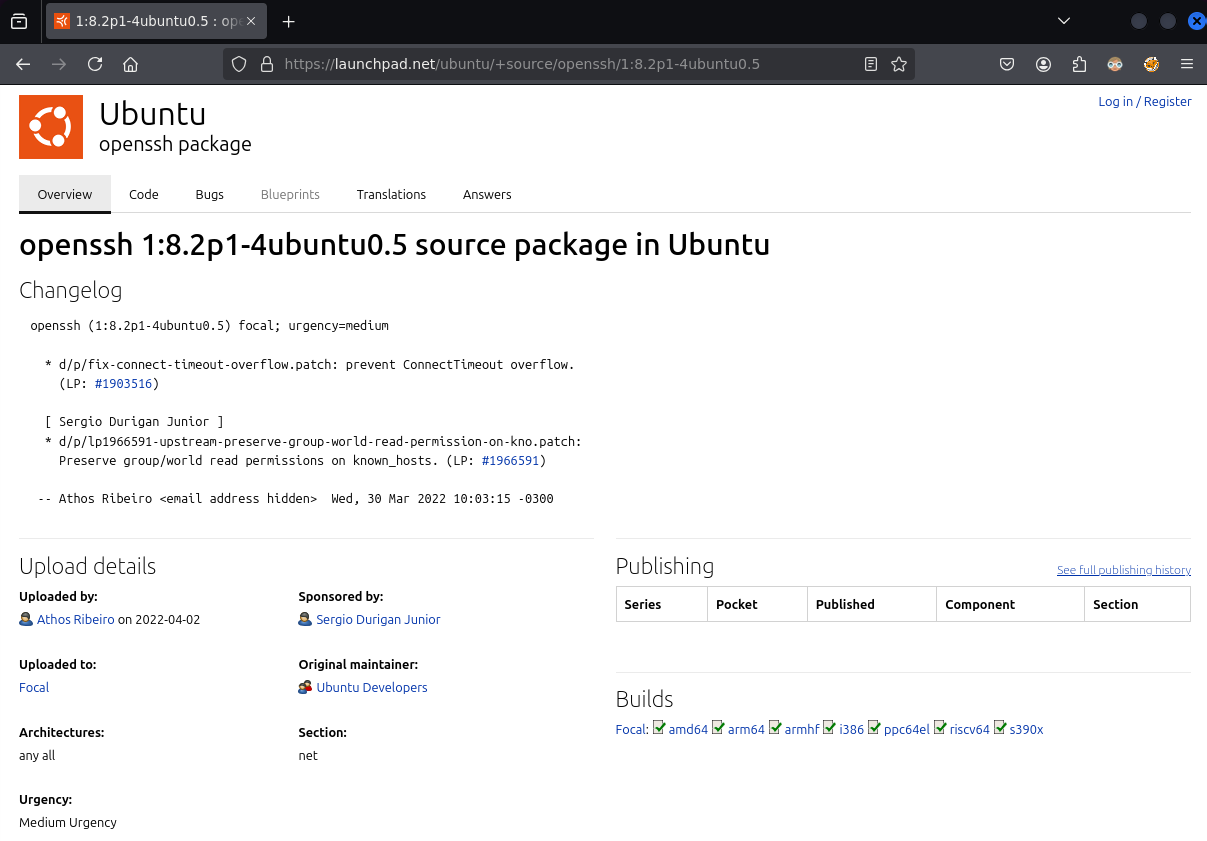 1:8.2p1-4ubuntu0.5 : ope
https://launchpad.net/ubuntu/+source/openssh/1:8.2p1-4ubuntu0.5
Log in / Register
Ubuntu
openssh package
Overview Code Bugs Blueprints Translations Answers
openssh 1:8.2p1-4ubuntu0.5 source package in Ubuntu
Changelog
openssh (1:8.2p1-4ubuntu0.5) focal; urgency=medium
* d/p/fix-connect-timeout-overflow.patch: prevent ConnectTimeout overflow.
(LP: #1903516)
[ Sergio Durigan Junior ]
* d/p/lp1966591-upstream-preserve-group-world-read-permission-on-kno.patch:
Preserve group/world read permissions on known_hosts. (LP: #1966591)
-- Athos Ribeiro <email address hidden>  Wed, 30 Mar 2022 10:03:15 -0300
Upload details
Uploaded by: Sponsored by:
Athos Ribeiro on 2022-04-02 Sergio Durigan Junior
Uploaded to: Original maintainer:
Focal Ubuntu Developers
Architectures: Section:
any all net
Urgency:
Medium Urgency
Publishing See full publishing history
Series Pocket Published Component Section
Builds
Focal: amd64 arm64 armhf i386 ppc64el riscv64 s390x